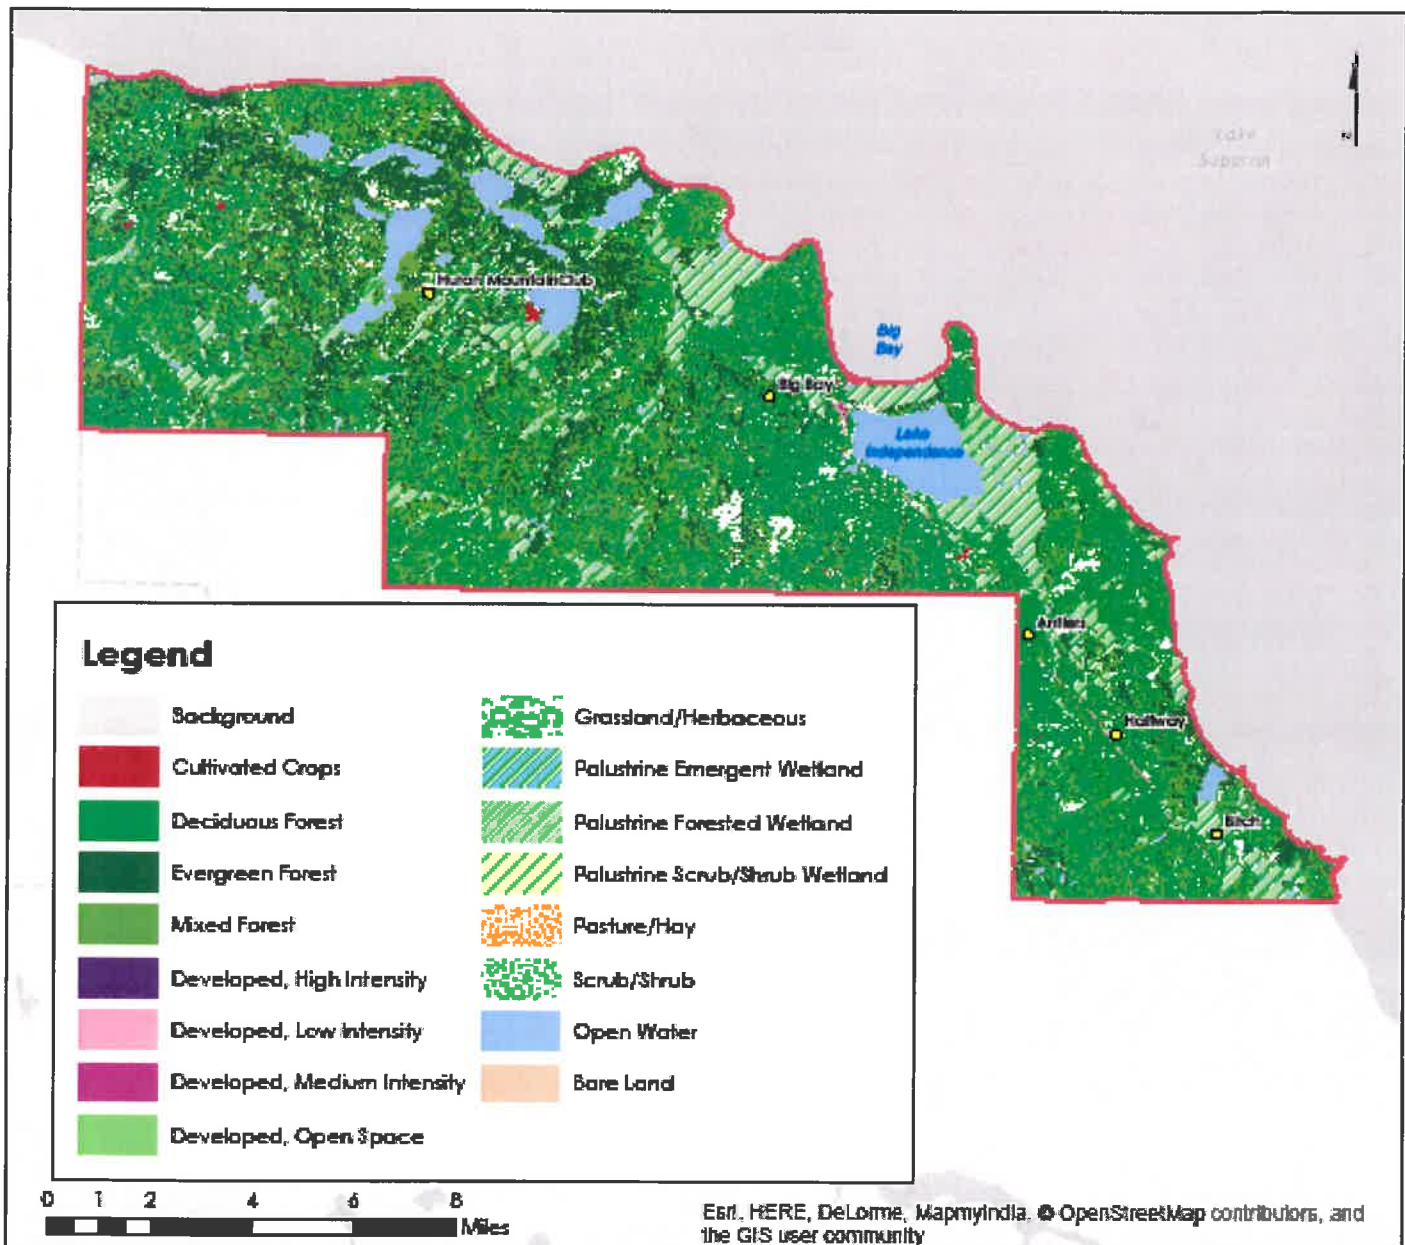 Lake
Superior
Huron Mountain Club
Big
Bay
Big Bay
Lake
Independence
Antlers
Halfway
Birch
Legend
Background
Cultivated Crops
Deciduous Forest
Evergreen Forest
Mixed Forest
Developed, High Intensity
Developed, Low Intensity
Developed, Medium Intensity
Developed, Open Space
Grassland/Herbaceous
Palustrine Emergent Wetland
Palustrine Forested Wetland
Palustrine Scrub/Shrub Wetland
Pasture/Hay
Scrub/Shrub
Open Water
Bare Land
0 1 2 4 6 8
Miles
Esri, HERE, DeLorme, MapmyIndia, © OpenStreetMap contributors, and
the GIS user community